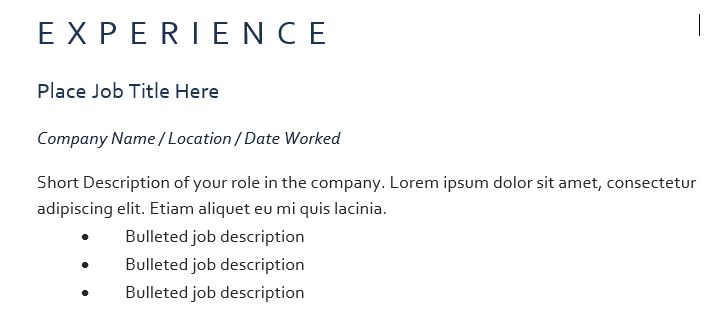 EXPERIENCE
Place Job Title Here
Company Name / Location / Date Worked
Short Description of your role in the company. Lorem ipsum dolor sit amet, consectetur
adipiscing elit. Etiam aliquet eu mi quis lacinia.
• Bulleted job description
• Bulleted job description
• Bulleted job description